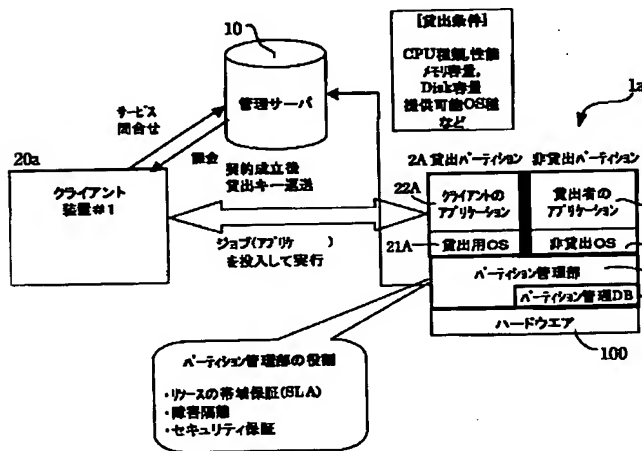 10
管理サーバ
[貸出条件]
CPU種類,性能
メモリ容量,
Disk容量
提供可能OS種
など
1a
サービス
問合せ
課金
20a
クライアント
装置#1
契約成立後
貸出キー返送
ジョブ(アプリケ )
を投入して実行
2A 貸出パーティション 非貸出パーティション
22A
クライアントの
アプリケーション
貸出者の
アプリケーション
21A
貸出用OS
非貸出OS
パーティション管理部
パーティション管理DB
ハードウエア
100
パーティション管理部の役割
・リソースの帯域保証(SLA)
・障害隔離
・セキュリティ保証